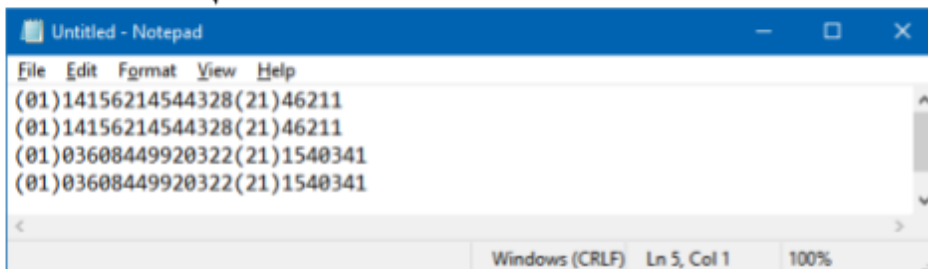 Untitled - Notepad
File Edit Format View Help
(01)14156214544328(21)46211
(01)14156214544328(21)46211
(01)03608449920322(21)1540341
(01)03608449920322(21)1540341
Windows (CRLF) Ln 5, Col 1 100%